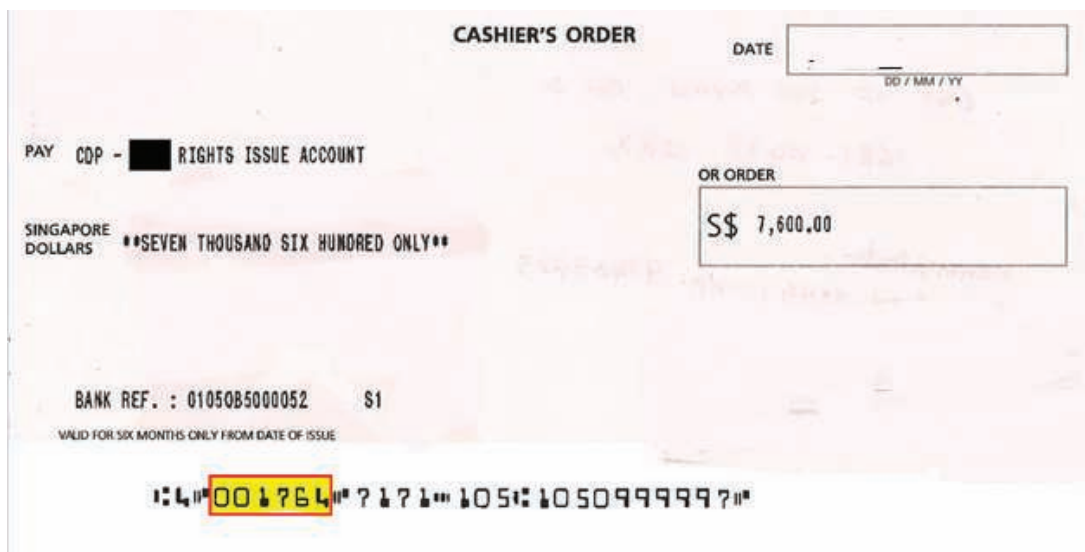 CASHIER'S ORDER
DATE
DD / MM / YY
PAY CDP - RIGHTS ISSUE ACCOUNT
OR ORDER
SINGAPORE DOLLARS **SEVEN THOUSAND SIX HUNDRED ONLY**
S$ 7,600.00
BANK REF. : 01050B5000052 S1
VALID FOR SIX MONTHS ONLY FROM DATE OF ISSUE
⑆4⑈001764⑈7171⑉105⑆1050999997⑈